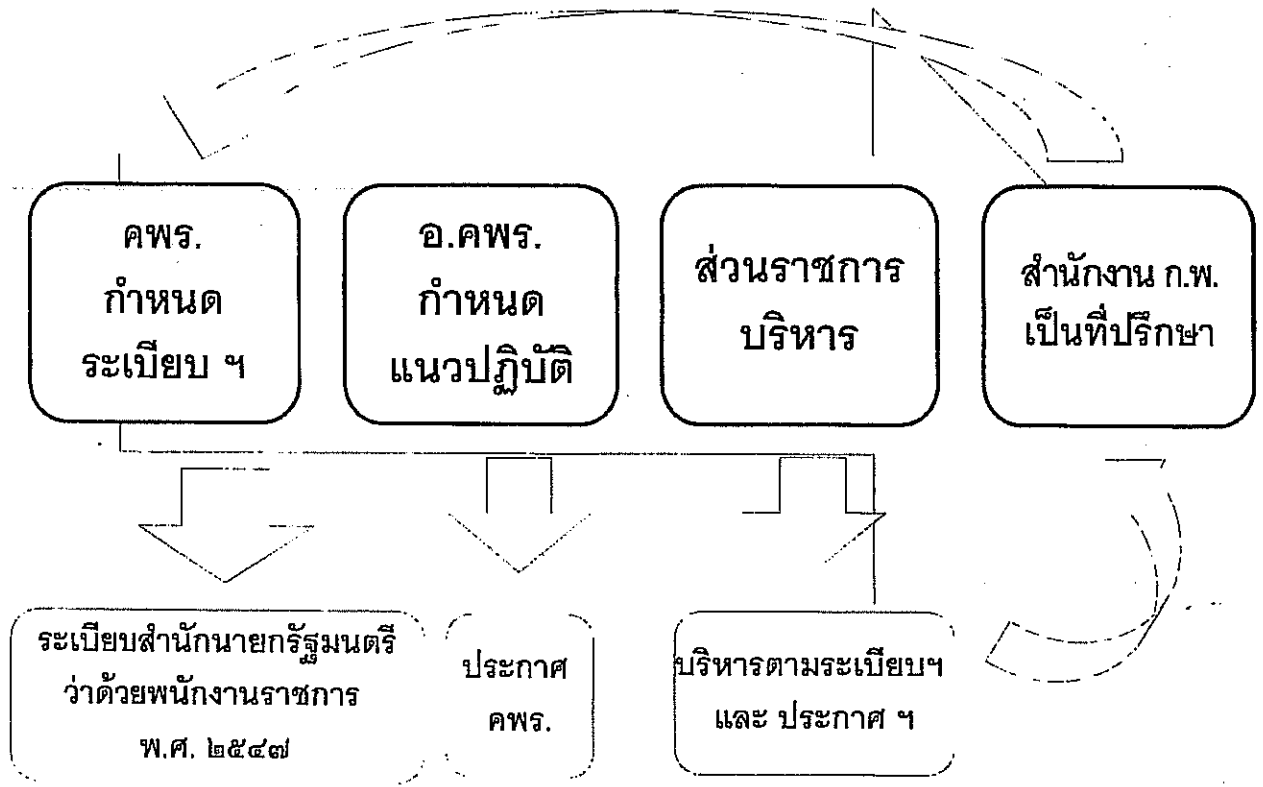 คพร.
กำหนด
ระเบียบ ฯ
อ.คพร.
กำหนด
แนวปฏิบัติ
ส่วนราชการ
บริหาร
สำนักงาน ก.พ.
เป็นที่ปรึกษา
ระเบียบสำนักนายกรัฐมนตรี
ว่าด้วยพนักงานราชการ
พ.ศ. ๒๕๔๗
ประกาศ
คพร.
บริหารตามระเบียบฯ
และ ประกาศ ฯ